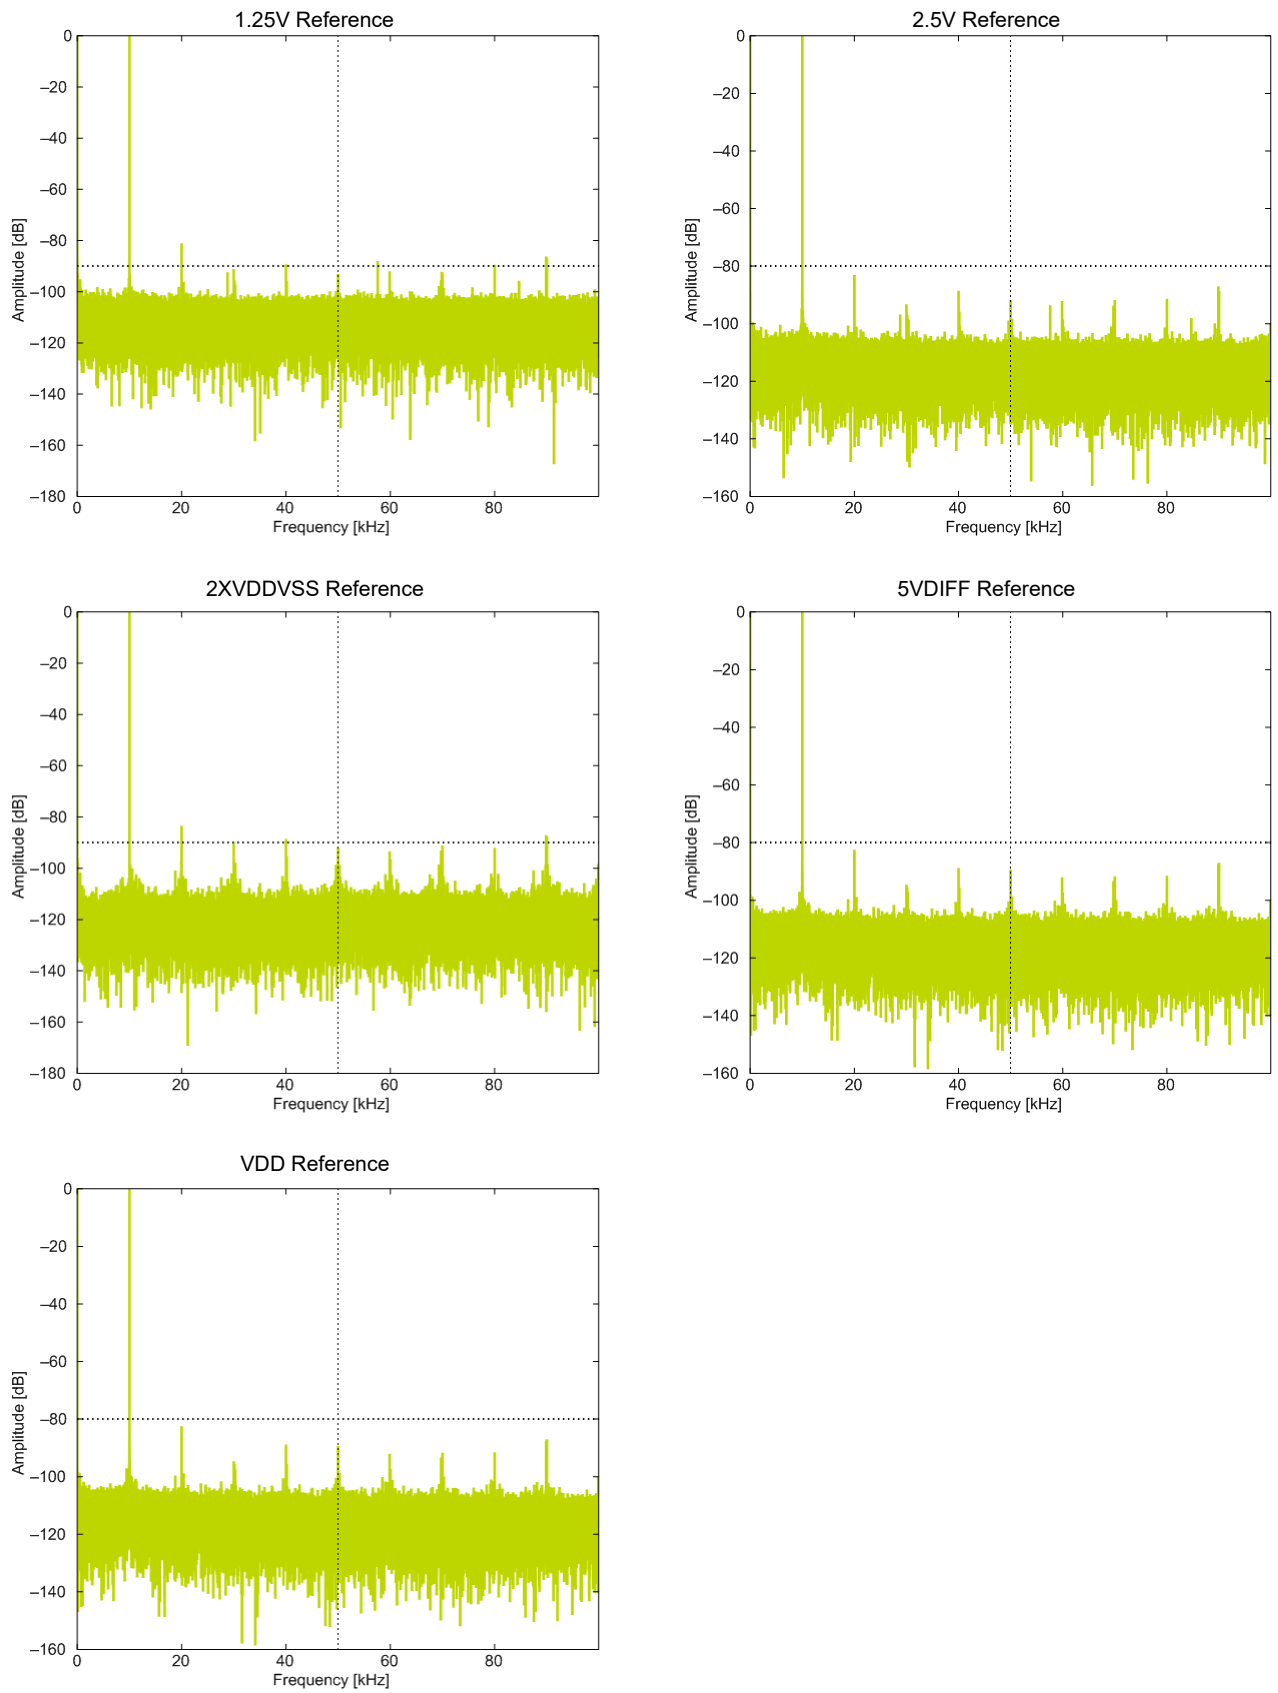 1.25V Reference
0
–20
–40
–60
–80
–100
–120
–140
–160
–180
Amplitude [dB]
0 20 40 60 80
Frequency [kHz]
2.5V Reference
0
–20
–40
–60
–80
–100
–120
–140
–160
Amplitude [dB]
0 20 40 60 80
Frequency [kHz]
2XVDDVSS Reference
0
–20
–40
–60
–80
–100
–120
–140
–160
–180
Amplitude [dB]
0 20 40 60 80
Frequency [kHz]
5VDIFF Reference
0
–20
–40
–60
–80
–100
–120
–140
–160
Amplitude [dB]
0 20 40 60 80
Frequency [kHz]
VDD Reference
0
–20
–40
–60
–80
–100
–120
–140
–160
Amplitude [dB]
0 20 40 60 80
Frequency [kHz]